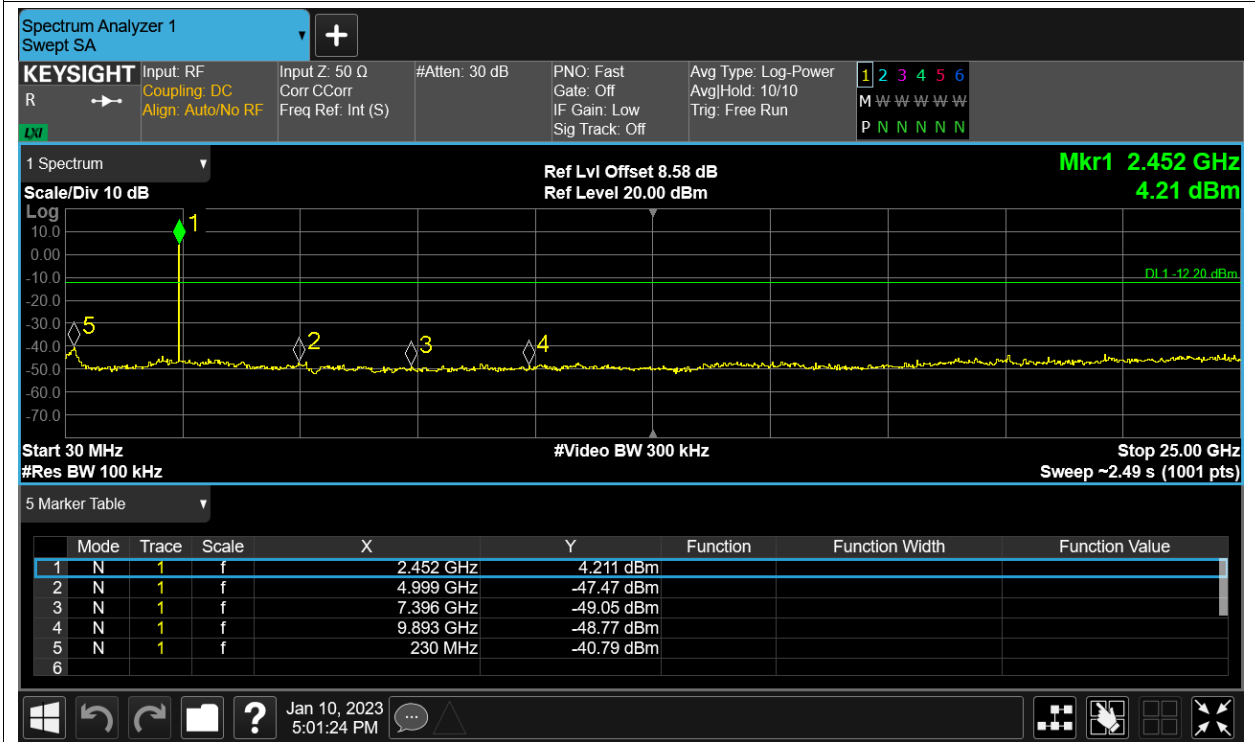 Spectrum Analyzer 1
Swept SA
+
KEYSIGHT
R
LXI
Input: RF
Coupling: DC
Align: Auto/No RF
Input Z: 50 Ω
Corr CCorr
Freq Ref: Int (S)
#Atten: 30 dB
PNO: Fast
Gate: Off
IF Gain: Low
Sig Track: Off
Avg Type: Log-Power
Avg|Hold: 10/10
Trig: Free Run
1 2 3 4 5 6
M W W W W W
P N N N N N
1 Spectrum
Scale/Div 10 dB
Ref Lvl Offset 8.58 dB
Ref Level 20.00 dBm
Mkr1 2.452 GHz
4.21 dBm
Log
10.0
0.00
-10.0
-20.0
-30.0
-40.0
-50.0
-60.0
-70.0
1
DL1 -12.20 dBm
5
2
3
4
Start 30 MHz
#Res BW 100 kHz
#Video BW 300 kHz
Stop 25.00 GHz
Sweep ~2.49 s (1001 pts)
5 Marker Table
Mode Trace Scale X Y Function Function Width Function Value
1 N 1 f 2.452 GHz 4.211 dBm
2 N 1 f 4.999 GHz -47.47 dBm
3 N 1 f 7.396 GHz -49.05 dBm
4 N 1 f 9.893 GHz -48.77 dBm
5 N 1 f 230 MHz -40.79 dBm
6
?
Jan 10, 2023
5:01:24 PM